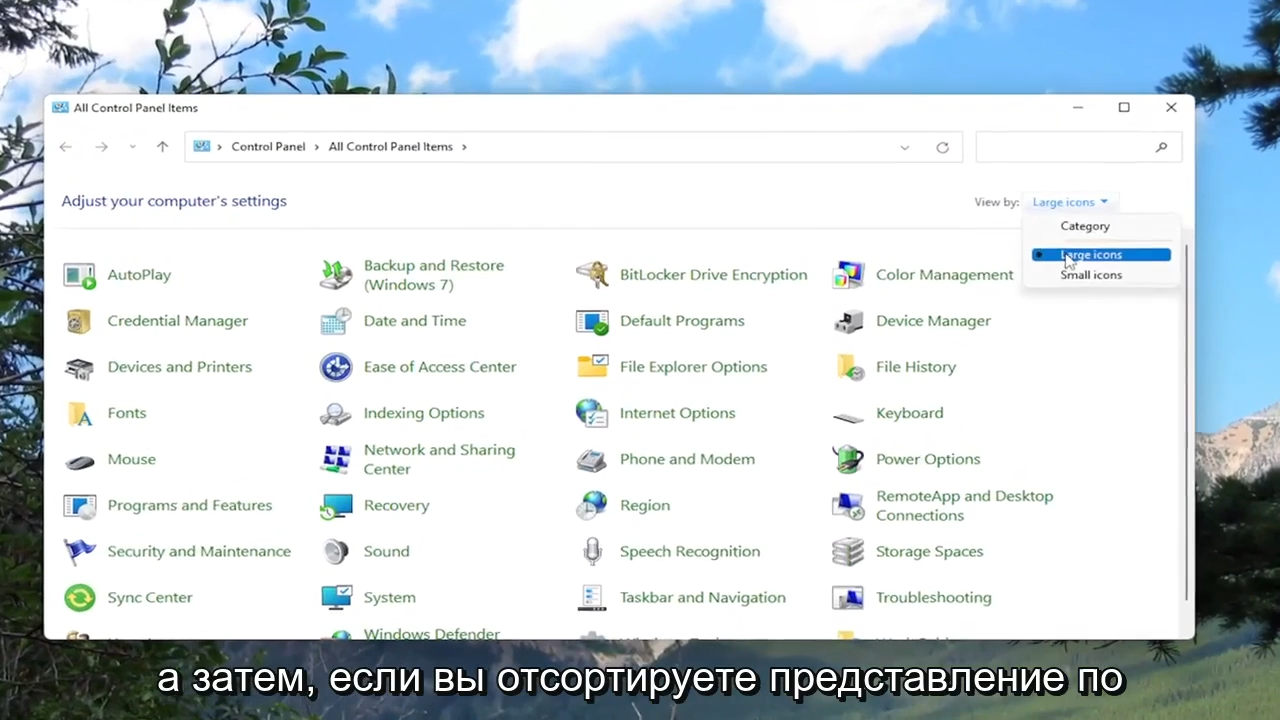 All Control Panel Items
Control Panel > All Control Panel Items >
Adjust your computer's settings
View by: Large icons
Category
Large icons
Small icons
AutoPlay
Backup and Restore
(Windows 7)
BitLocker Drive Encryption
Color Management
Credential Manager
Date and Time
Default Programs
Device Manager
Devices and Printers
Ease of Access Center
File Explorer Options
File History
Fonts
Indexing Options
Internet Options
Keyboard
Mouse
Network and Sharing
Center
Phone and Modem
Power Options
Programs and Features
Recovery
Region
RemoteApp and Desktop
Connections
Security and Maintenance
Sound
Speech Recognition
Storage Spaces
Sync Center
System
Taskbar and Navigation
Troubleshooting
Windows Defender
а затем, если вы отсортируете представление по